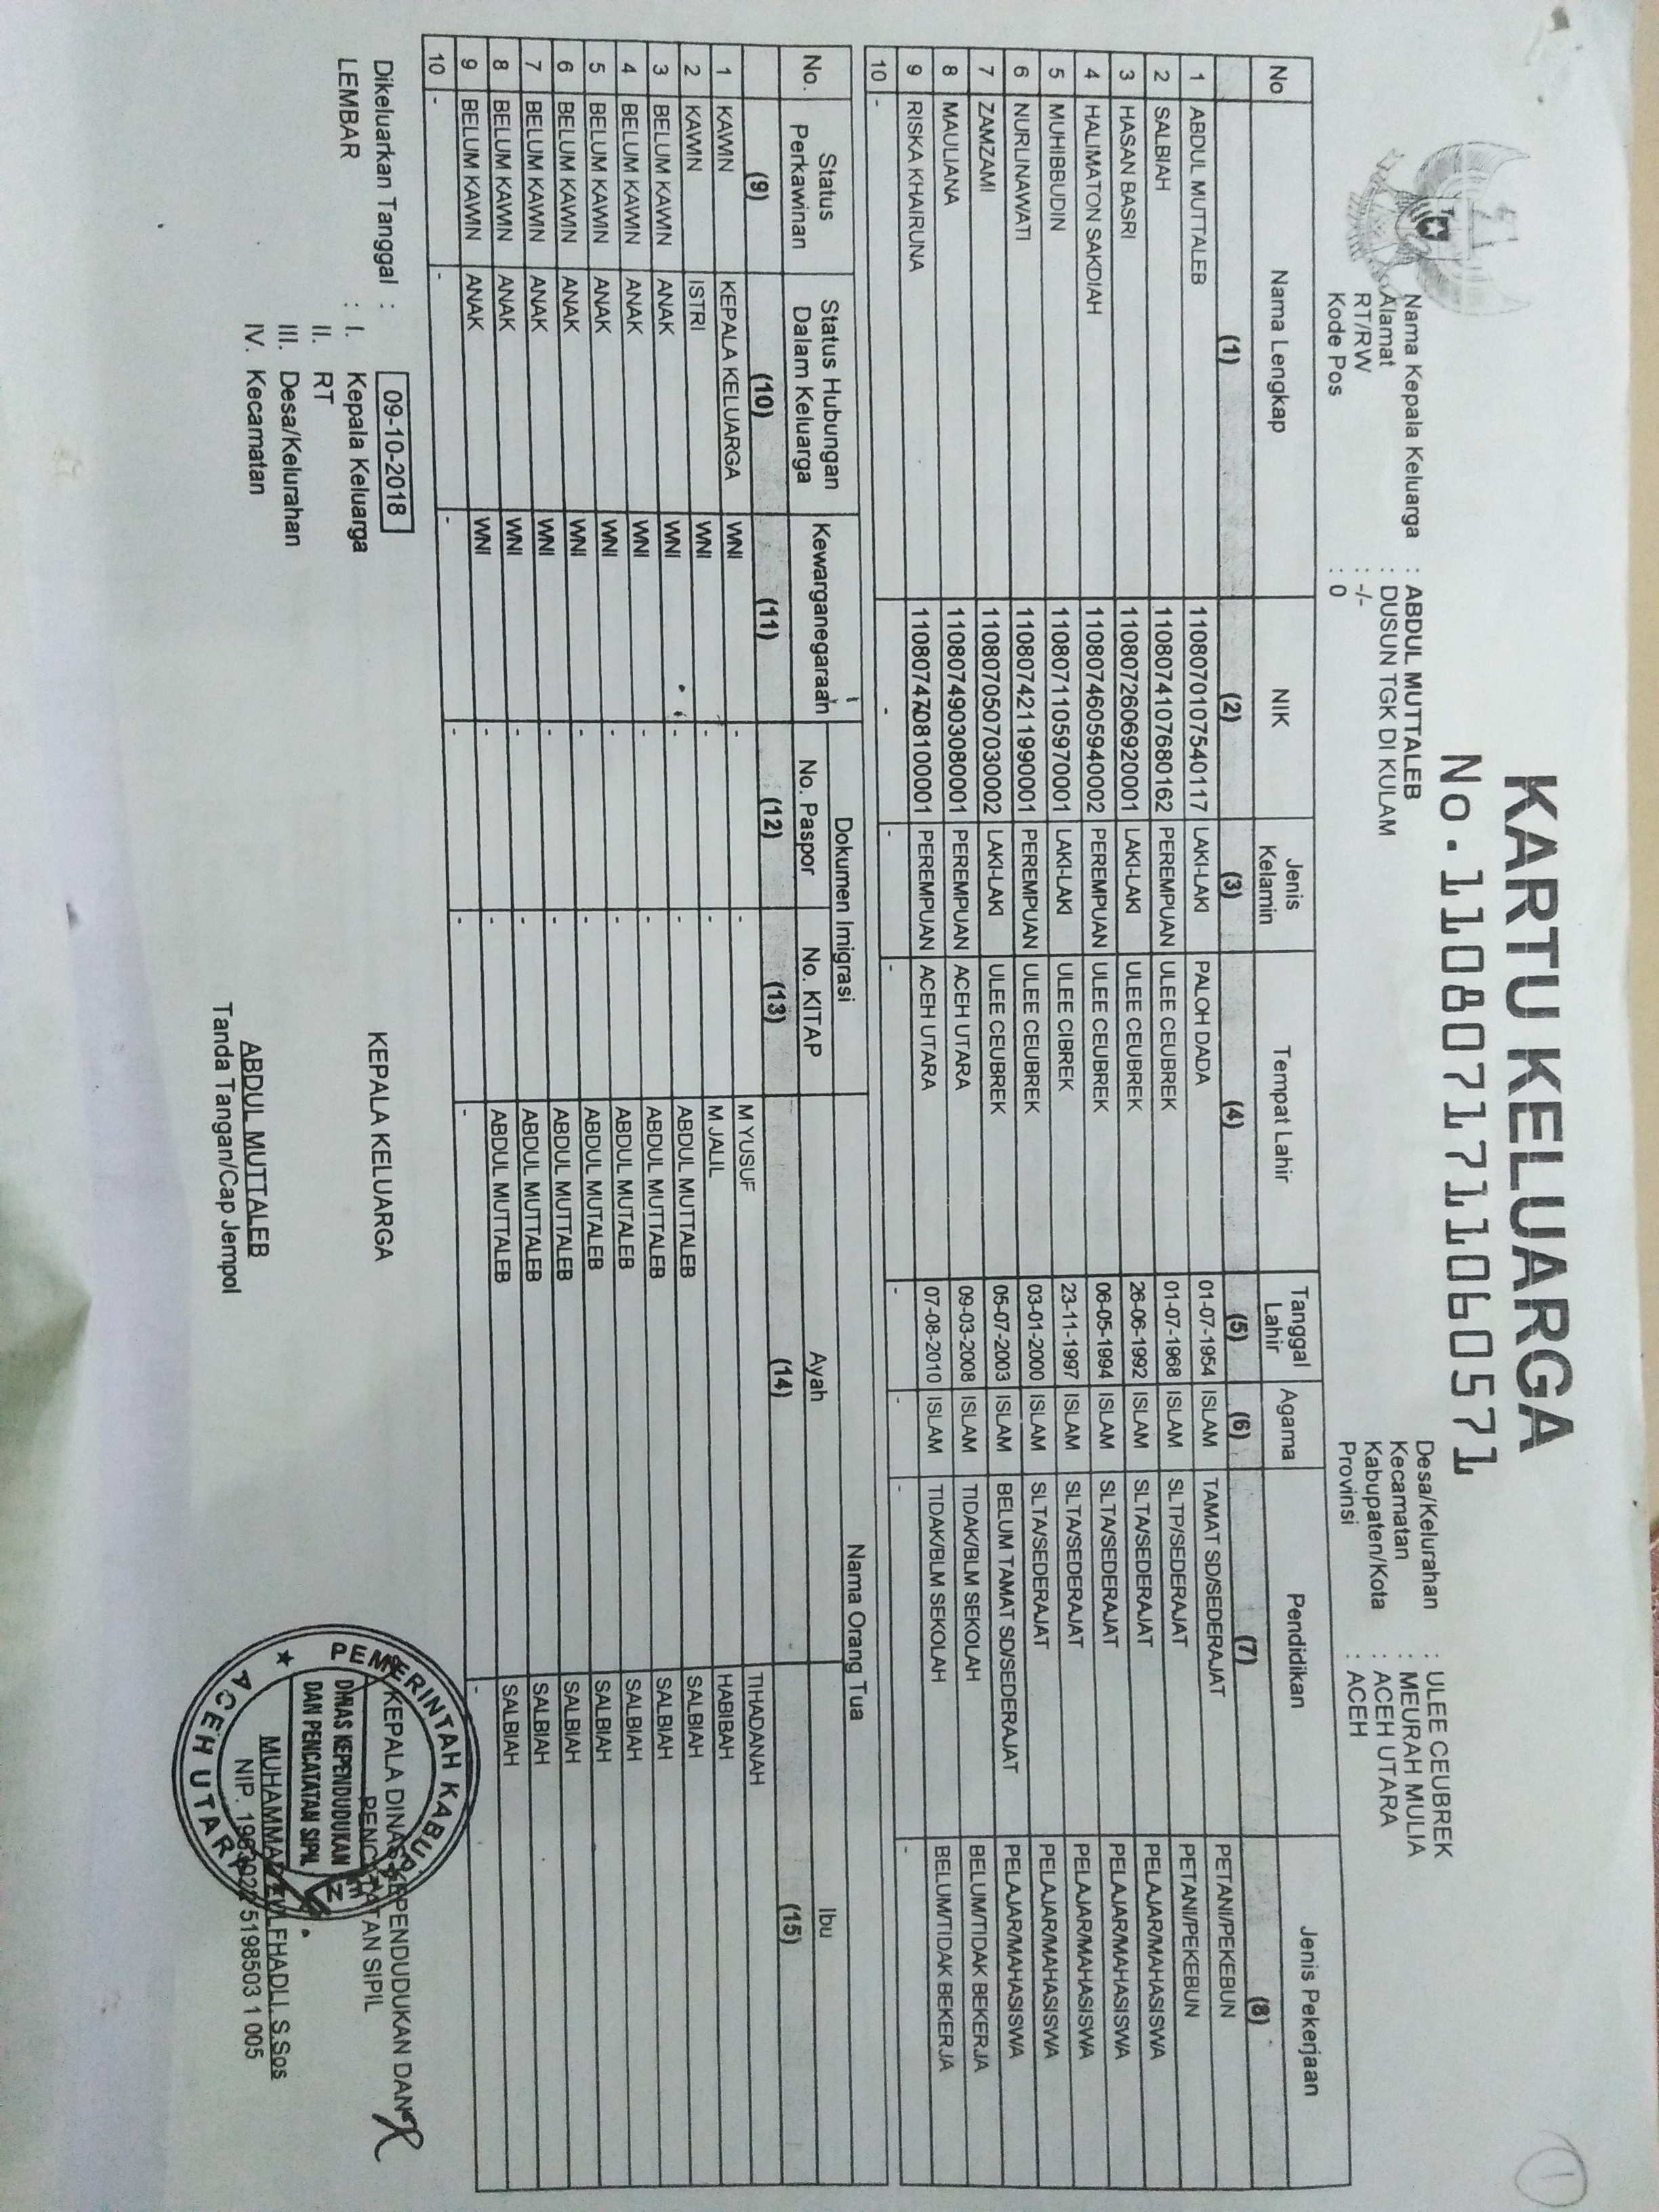 KARTU KELUARGA
No. 1108071711060571
Nama Kepala Keluarga : ABDUL MUTTALEB
Alamat : DUSUN TGK DI KULAM
RT/RW : -/-
Kode Pos : 0
Desa/Kelurahan : ULEE CEUBREK
Kecamatan : MEURAH MULIA
Kabupaten/Kota : ACEH UTARA
Provinsi : ACEH
No Nama Lengkap NIK Jenis Kelamin Tempat Lahir Tanggal Lahir Agama Pendidikan Jenis Pekerjaan
(1) (2) (3) (4) (5) (6) (7) (8)
1 ABDUL MUTTALEB 1108070107540117 LAKI-LAKI PALOH DADA 01-07-1954 ISLAM TAMAT SD/SEDERAJAT PETANI/PEKEBUN
2 SALBIAH 1108074107680162 PEREMPUAN ULEE CEUBREK 01-07-1968 ISLAM SLTP/SEDERAJAT PETANI/PEKEBUN
3 HASAN BASRI 1108072606920001 LAKI-LAKI ULEE CEUBREK 26-06-1992 ISLAM SLTA/SEDERAJAT PELAJAR/MAHASISWA
4 HALIMATON SAKDIAH 1108074605940002 PEREMPUAN ULEE CEUBREK 06-05-1994 ISLAM SLTA/SEDERAJAT PELAJAR/MAHASISWA
5 MUHIBBUDIN 1108071105970001 LAKI-LAKI ULEE CIBREK 23-11-1997 ISLAM SLTA/SEDERAJAT PELAJAR/MAHASISWA
6 NURLINAWATI 1108074211990001 PEREMPUAN ULEE CEUBREK 03-01-2000 ISLAM SLTA/SEDERAJAT PELAJAR/MAHASISWA
7 ZAMZAMI 1108070507030002 LAKI-LAKI ULEE CEUBREK 05-07-2003 ISLAM BELUM TAMAT SD/SEDERAJAT PELAJAR/MAHASISWA
8 MAULIANA 1108074903080001 PEREMPUAN ACEH UTARA 09-03-2008 ISLAM TIDAK/BLM SEKOLAH BELUM/TIDAK BEKERJA
9 RISKA KHAIRUNA 1108074708100001 PEREMPUAN ACEH UTARA 07-08-2010 ISLAM TIDAK/BLM SEKOLAH BELUM/TIDAK BEKERJA
10 - - - - - - - -
No. Status Perkawinan Status Hubungan Dalam Keluarga Kewarganegaraan Dokumen Imigrasi Nama Orang Tua
No. Paspor No. KITAP Ayah Ibu
(9) (10) (11) (12) (13) (14) (15)
1 KAWIN KEPALA KELUARGA WNI - - M YUSUF TIHADANAH
2 KAWIN ISTRI WNI - - M JALIL HABIBAH
3 BELUM KAWIN ANAK WNI - - ABDUL MUTTALEB SALBIAH
4 BELUM KAWIN ANAK WNI - - ABDUL MUTTALEB SALBIAH
5 BELUM KAWIN ANAK WNI - - ABDUL MUTALEB SALBIAH
6 BELUM KAWIN ANAK WNI - - ABDUL MUTALEB SALBIAH
7 BELUM KAWIN ANAK WNI - - ABDUL MUTTALEB SALBIAH
8 BELUM KAWIN ANAK WNI - - ABDUL MUTTALEB SALBIAH
9 BELUM KAWIN ANAK WNI - - ABDUL MUTTALEB SALBIAH
10 - - - - - - -
Dikeluarkan Tanggal : 09-10-2018
LEMBAR : I. Kepala Keluarga
II. RT
III. Desa/Kelurahan
IV. Kecamatan
KEPALA KELUARGA
ABDUL MUTTALEB
Tanda Tangan/Cap Jempol
KEPALA DINAS KEPENDUDUKAN DAN
PENCATATAN SIPIL
PEMERINTAH KABUPATEN
DINAS KEPENDUDUKAN
DAN PENCATATAN SIPIL
ACEH UTARA
MUHAMMAD ZULFHADLI, S.Sos
NIP. 5198503 1 005
1